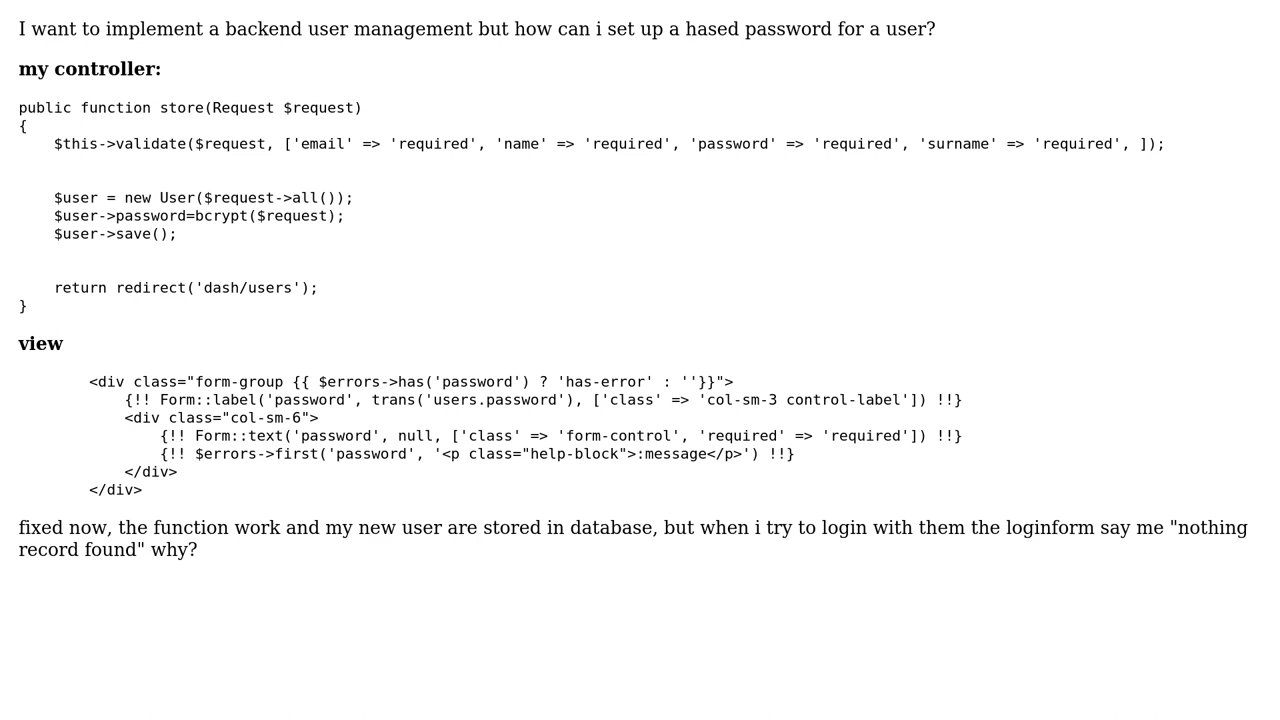 I want to implement a backend user management but how can i set up a hased password for a user?
my controller:
public function store(Request $request)
{
    $this->validate($request, ['email' => 'required', 'name' => 'required', 'password' => 'required', 'surname' => 'required', ]);
    $user = new User($request->all());
    $user->password=bcrypt($request);
    $user->save();
    return redirect('dash/users');
}
view
        <div class="form-group {{ $errors->has('password') ? 'has-error' : ''}}">
            {!! Form::label('password', trans('users.password'), ['class' => 'col-sm-3 control-label']) !!}
            <div class="col-sm-6">
                {!! Form::text('password', null, ['class' => 'form-control', 'required' => 'required']) !!}
                {!! $errors->first('password', '<p class="help-block">:message</p>') !!}
            </div>
        </div>
fixed now, the function work and my new user are stored in database, but when i try to login with them the loginform say me "nothing
record found" why?